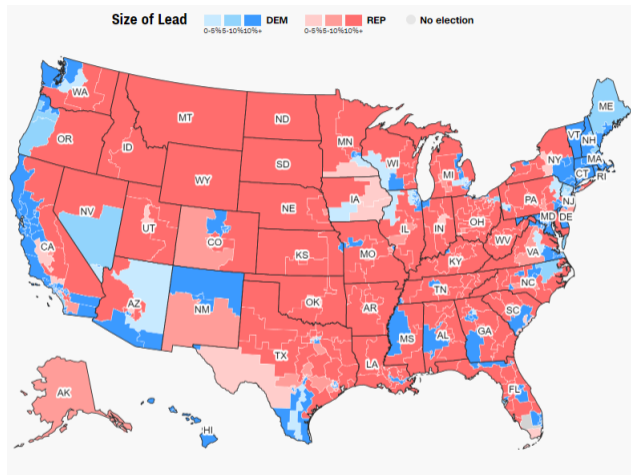 Size of Lead DEM REP No election
0-5%5-10%10%+ 0-5%5-10%10%+
WA
ME
MT
ND
VT
OR
MN
NH
ID
WI
NY
MA
SD
MI
CT
RI
WY
IA
PA
NJ
NV
NE
OH
MD
DE
UT
IL
IN
CO
WV
CA
VA
KS
MO
KY
NC
TN
AZ
OK
NM
AR
SC
MS
AL
GA
TX
LA
AK
FL
HI